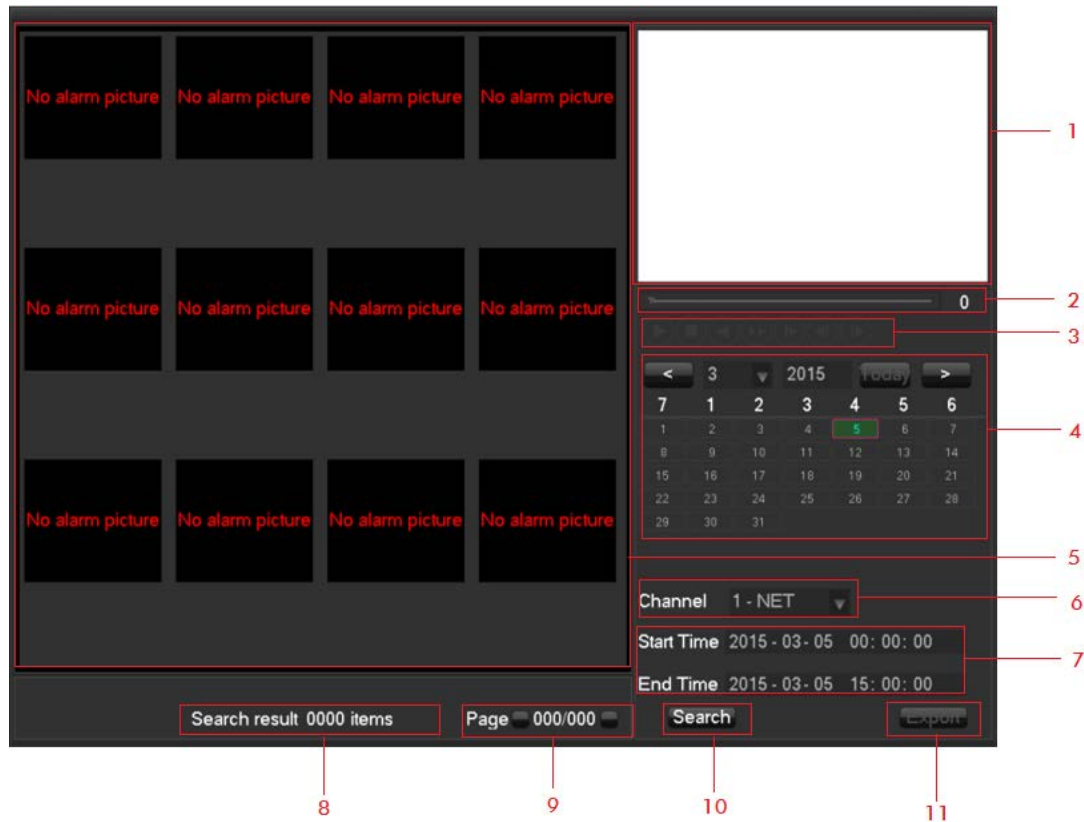 No alarm picture No alarm picture No alarm picture No alarm picture
No alarm picture No alarm picture No alarm picture No alarm picture
No alarm picture No alarm picture No alarm picture No alarm picture
Search result 0000 items
Page 000/000
1
0
2
3
< 3 2015 Today >
7 1 2 3 4 5 6
1 2 3 4 5 6 7
8 9 10 11 12 13 14
15 16 17 18 19 20 21
22 23 24 25 26 27 28
29 30 31
4
5
Channel 1 - NET
6
Start Time 2015 - 03 - 05 00 : 00 : 00
End Time 2015 - 03 - 05 15 : 00 : 00
7
Search Export
8
9
10
11